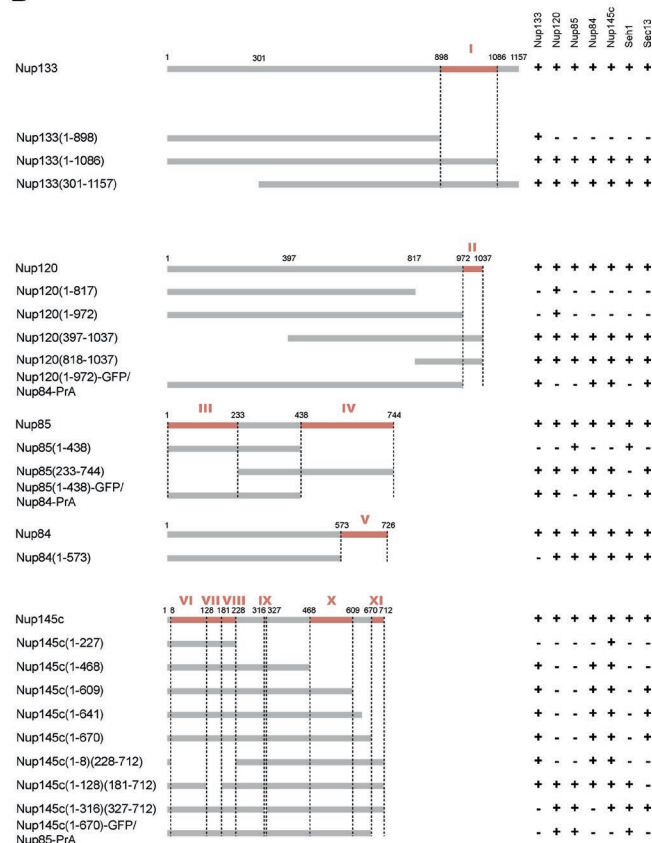 Nup133 Nup120 Nup85 Nup84 Nup145c Seh1 Sec13
I
1 301 898 1086 1157
Nup133 + + + + + + +
Nup133(1-898) + - - - - - -
Nup133(1-1086) + + + + + + +
Nup133(301-1157) + + + + + + +
II
1 397 817 972 1037
Nup120 + + + + + + +
Nup120(1-817) - + - - - - -
Nup120(1-972) - + - - - - -
Nup120(397-1037) + + + + + + +
Nup120(818-1037) + + + + + + +
Nup120(1-972)-GFP/
Nup84-PrA + - - + + - +
III IV
1 233 438 744
Nup85 + + + + + + +
Nup85(1-438) - - + - - + -
Nup85(233-744) + + + + + - +
Nup85(1-438)-GFP/
Nup84-PrA + + - + + - +
V
1 573 726
Nup84 + + + + + + +
Nup84(1-573) - + + + + + +
VI VII VIII IX X XI
1 8 128 181 228 316 327 468 609 670 712
Nup145c + + + + + + +
Nup145c(1-227) - - - - + - -
Nup145c(1-468) + - - + + - -
Nup145c(1-609) + - - + + - +
Nup145c(1-641) + - - + + - +
Nup145c(1-670) + - - + + - +
Nup145c(1-8)(228-712) + - - + + - -
Nup145c(1-128)(181-712) + + + + + + -
Nup145c(1-316)(327-712) - + + - + + +
Nup145c(1-670)-GFP/
Nup85-PrA - + + - - + -